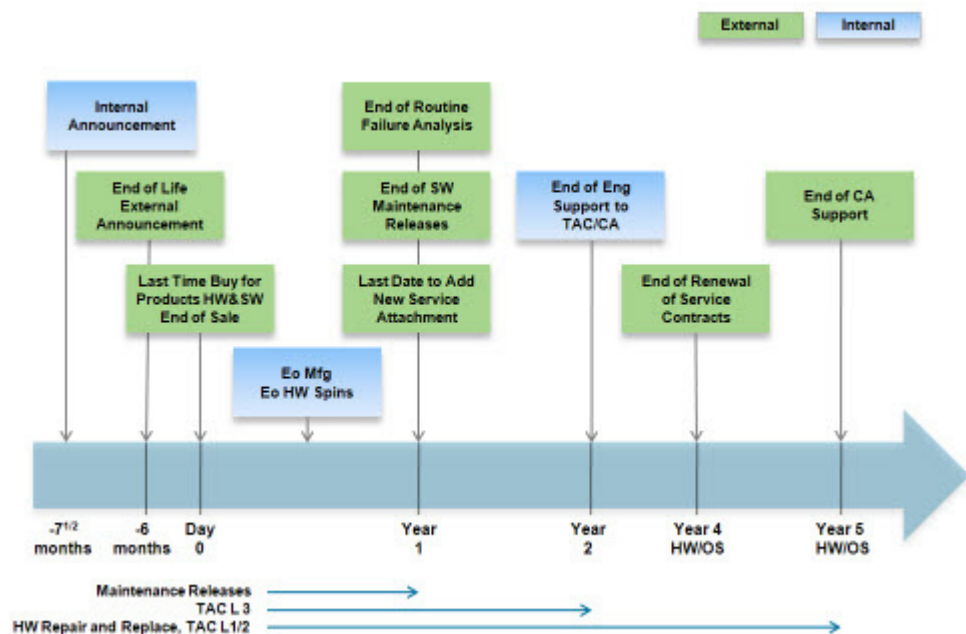 External
Internal
Internal
Announcement
End of Routine
Failure Analysis
End of Life
External
Announcement
End of SW
Maintenance
Releases
End of Eng
Support to
TAC/CA
End of CA
Support
Last Time Buy for
Products HW&SW
End of Sale
Last Date to Add
New Service
Attachment
End of Renewal
of Service
Contracts
Eo Mfg
Eo HW Spins
-7 1/2
months
-6
months
Day
0
Year
1
Year
2
Year 4
HW/OS
Year 5
HW/OS
Maintenance Releases
TAC L 3
HW Repair and Replace, TAC L1/2